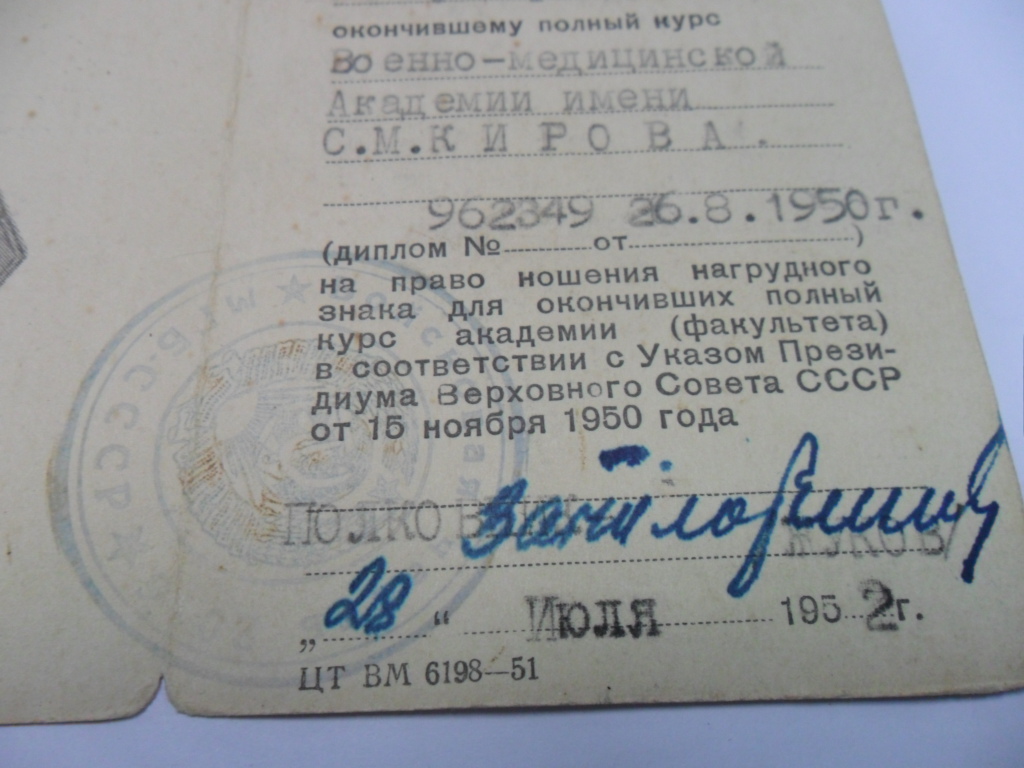 окончившему полный курс
Военно-медицинской
Академии имени
С.М.КИРОВА.
962349 26.8.1950г.
(диплом № от )
на право ношения нагрудного
знака для окончивших полный
курс академии (факультета)
в соответствии с Указом Прези-
диума Верховного Совета СССР
от 15 ноября 1950 года
ПОЛКОВНИК ЖУКОВ
„28“ Июля 1952г.
ЦТ ВМ 6198—51